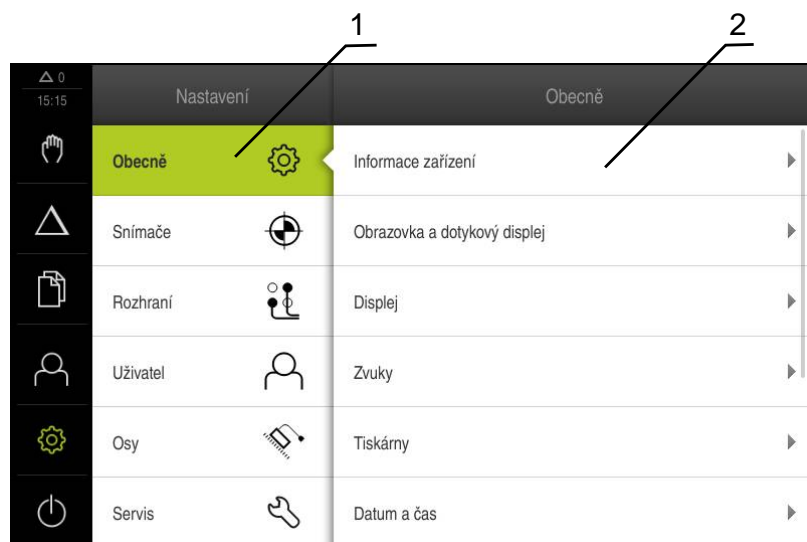 1
2
△ 0
15:15
Nastavení
Obecně
Obecně
Informace zařízení
Snímače
Obrazovka a dotykový displej
Rozhraní
Displej
Uživatel
Zvuky
Osy
Tiskárny
Servis
Datum a čas